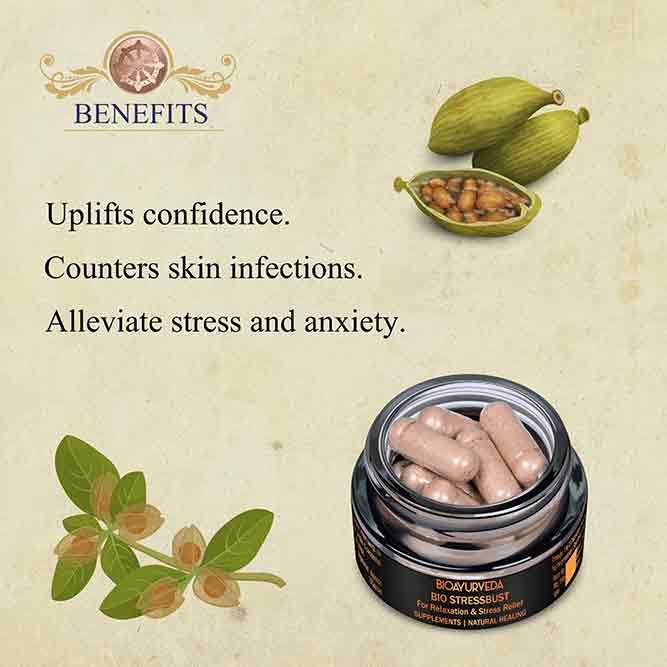 BENEFITS
Uplifts confidence.
Counters skin infections.
Alleviate stress and anxiety.
BIOAYURVEDA
BIO STRESSBUST
For Relaxation & Stress Relief
SUPPLEMENTS | NATURAL HEALING